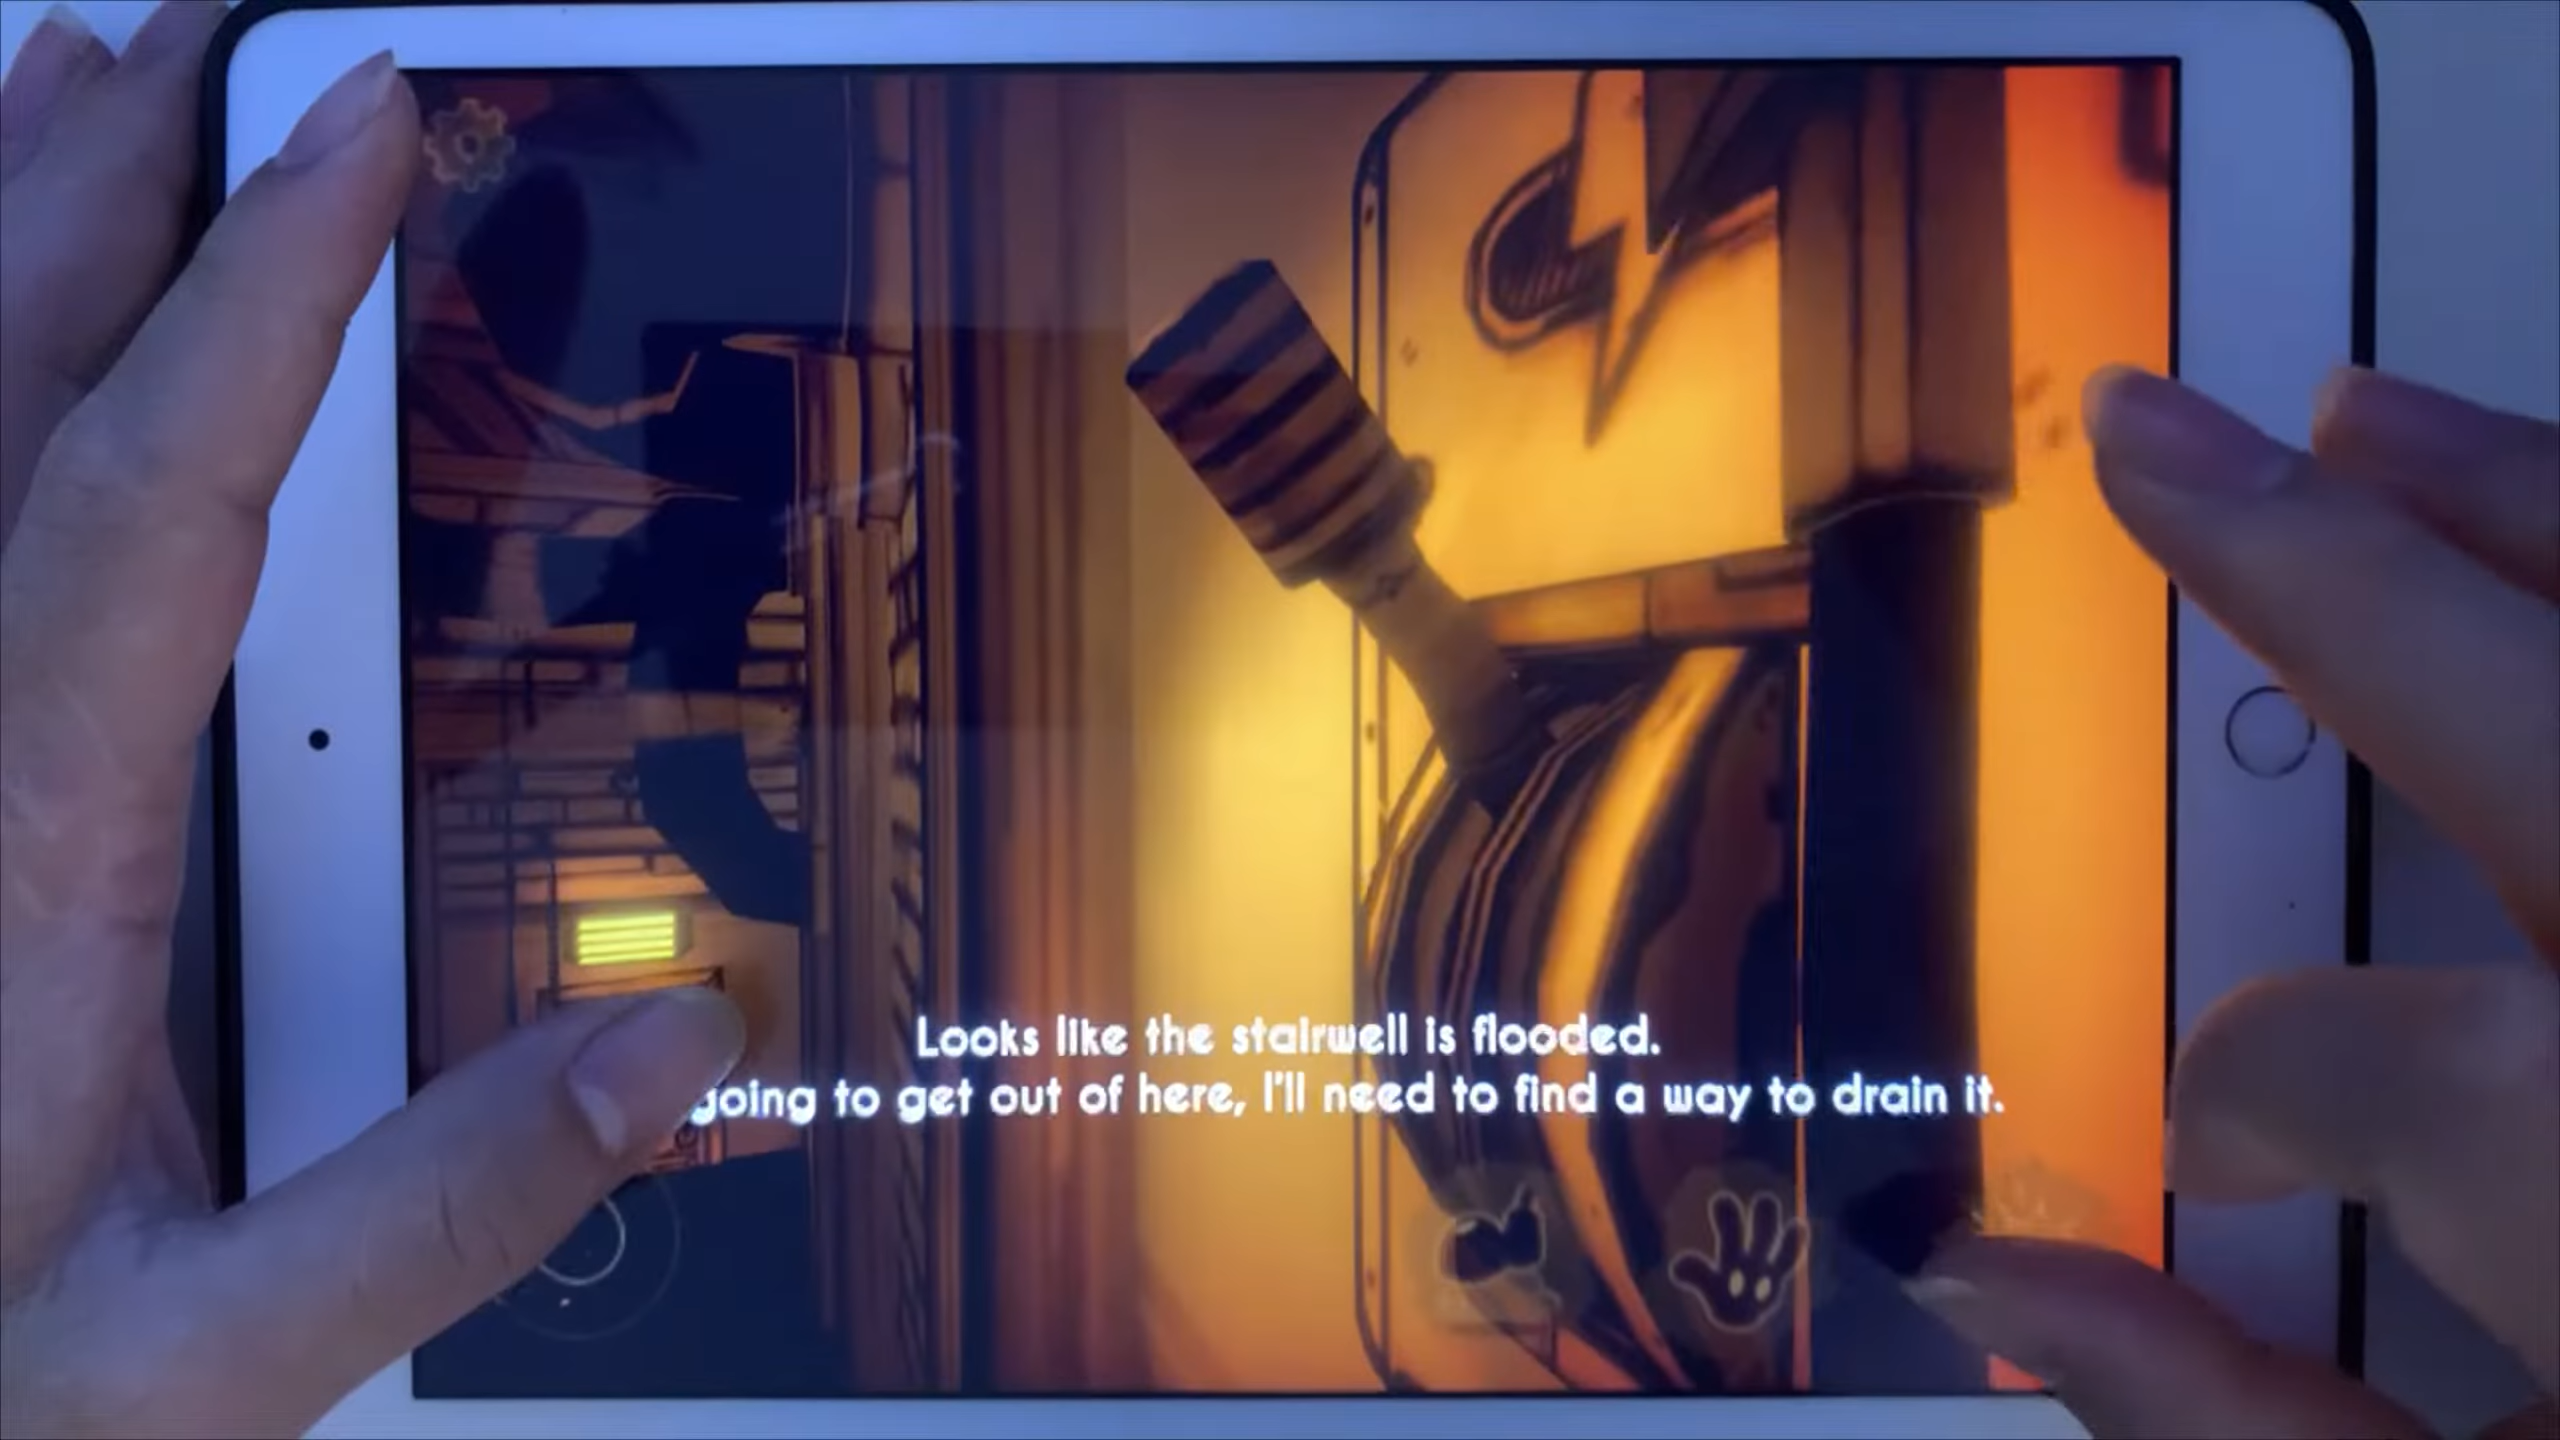 Looks like the stairwell is flooded.
going to get out of here, I'll need to find a way to drain it.